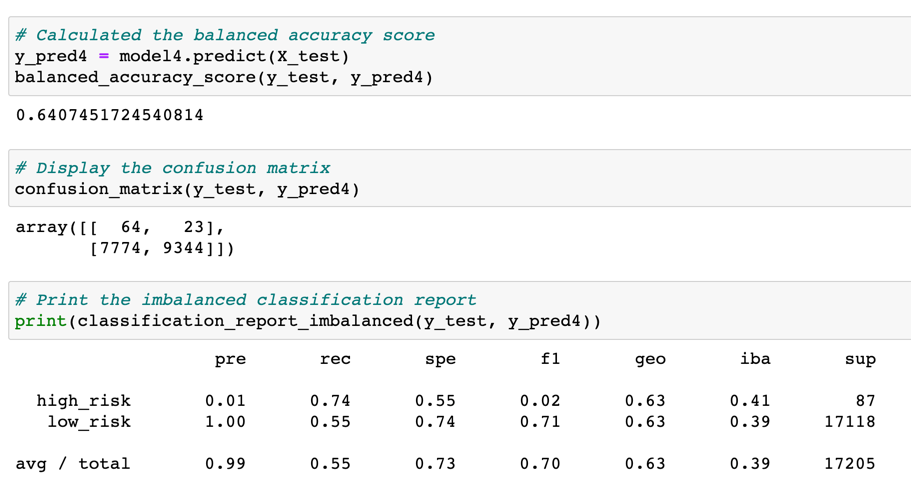 # Calculated the balanced accuracy score
y_pred4 = model4.predict(X_test)
balanced_accuracy_score(y_test, y_pred4)
0.6407451724540814
# Display the confusion matrix
confusion_matrix(y_test, y_pred4)
array([[  64,   23],
       [7774, 9344]])
# Print the imbalanced classification report
print(classification_report_imbalanced(y_test, y_pred4))
pre rec spe f1 geo iba sup
high_risk 0.01 0.74 0.55 0.02 0.63 0.41 87
low_risk 1.00 0.55 0.74 0.71 0.63 0.39 17118
avg / total 0.99 0.55 0.73 0.70 0.63 0.39 17205